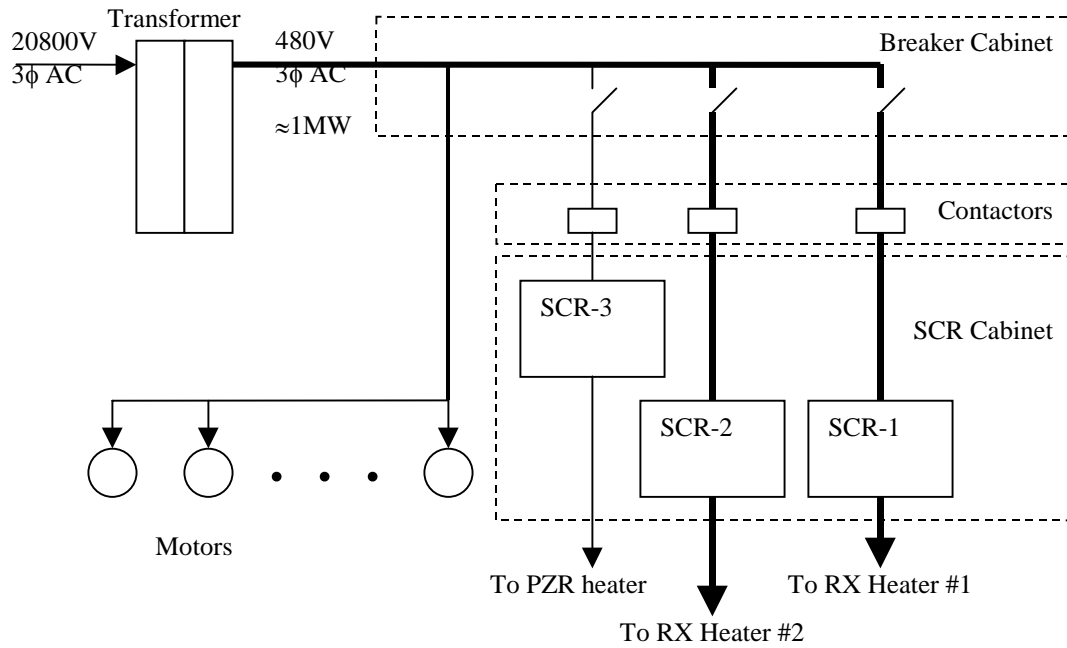 Transformer
20800V
3ϕ AC
480V
3ϕ AC
≈1MW
Breaker Cabinet
Contactors
SCR Cabinet
SCR-3
SCR-2
SCR-1
Motors
To PZR heater
To RX Heater #1
To RX Heater #2